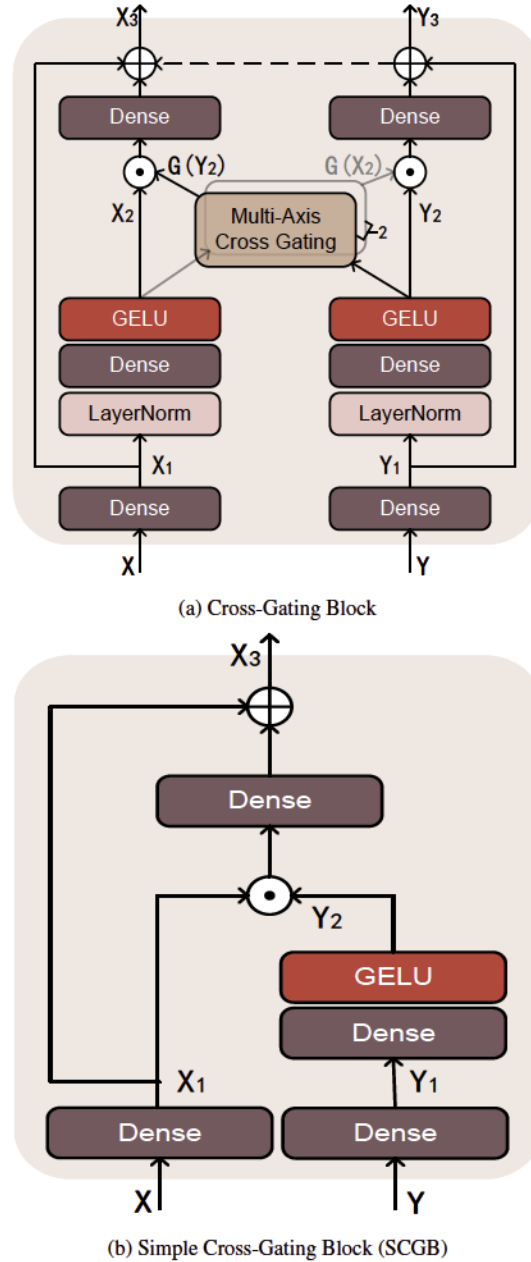 X3 Y3
Dense Dense
G(Y2) G(X2)
X2 Multi-Axis Y2
Cross Gating 2
GELU GELU
Dense Dense
LayerNorm LayerNorm
X1 Y1
Dense Dense
X Y
(a) Cross-Gating Block
X3
Dense
Y2
GELU
Dense
X1 Y1
Dense Dense
X Y
(b) Simple Cross-Gating Block (SCGB)